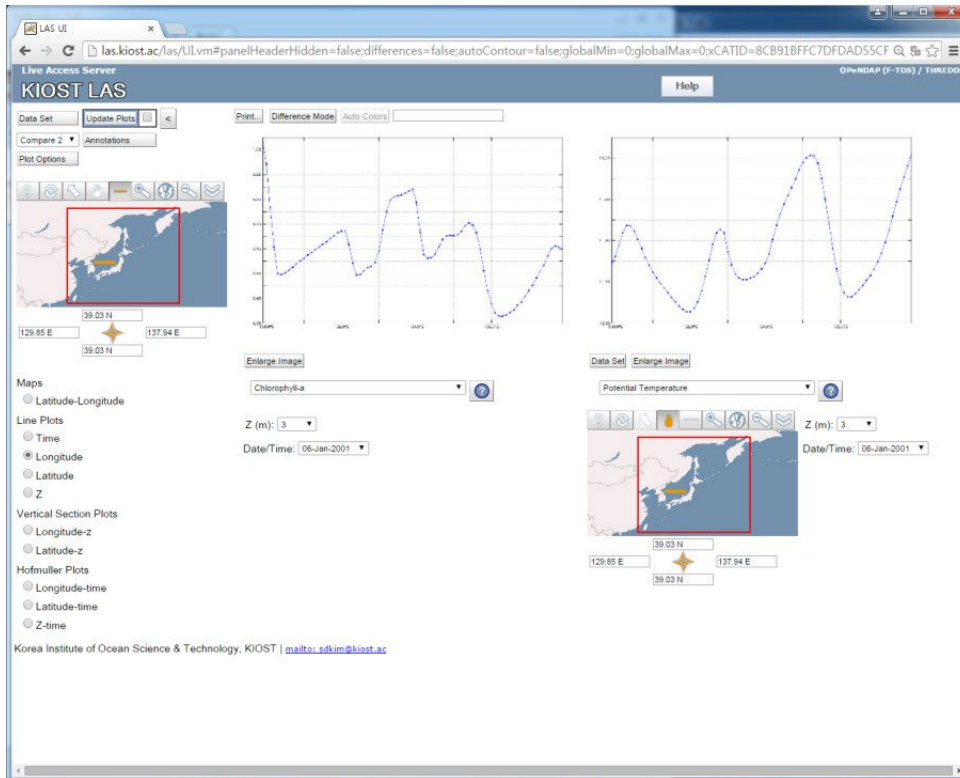 LAS UI
las.kiost.ac/las/UI.vm#panelHeaderHidden=false;differences=false;autoContour=false;globalMin=0;globalMax=0;xCATID=8CB91BFFC7DFDAD55CF
Live Access Server
OPeNDAP (F-TDS) / THREDD
KIOST LAS
Help
Data Set
Update Plots
<
Print...
Difference Mode
Auto Colors
Compare 2
Annotations
Plot Options
39.03 N
129.85 E
137.94 E
39.03 N
Enlarge Image
Data Set
Enlarge Image
Chlorophyll-a
?
Potential Temperature
?
Maps
Latitude-Longitude
Line Plots
Time
Longitude
Latitude
Z
Vertical Section Plots
Longitude-z
Latitude-z
Hofmuller Plots
Longitude-time
Latitude-time
Z-time
Z (m): 3
Date/Time: 06-Jan-2001
Z (m): 3
Date/Time: 06-Jan-2001
39.03 N
129.85 E
137.94 E
39.03 N
Korea Institute of Ocean Science & Technology, KIOST | mailto: sdkim@kiost.ac